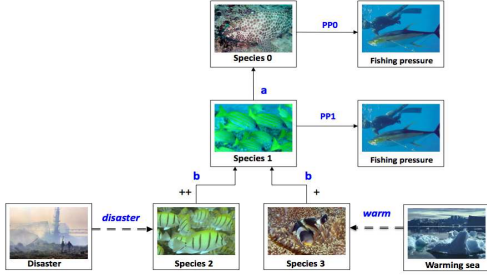 PP0
Species 0
Fishing pressure
a
PP1
Species 1
Fishing pressure
b
b
++
+
disaster
warm
Disaster
Species 2
Species 3
Warming sea